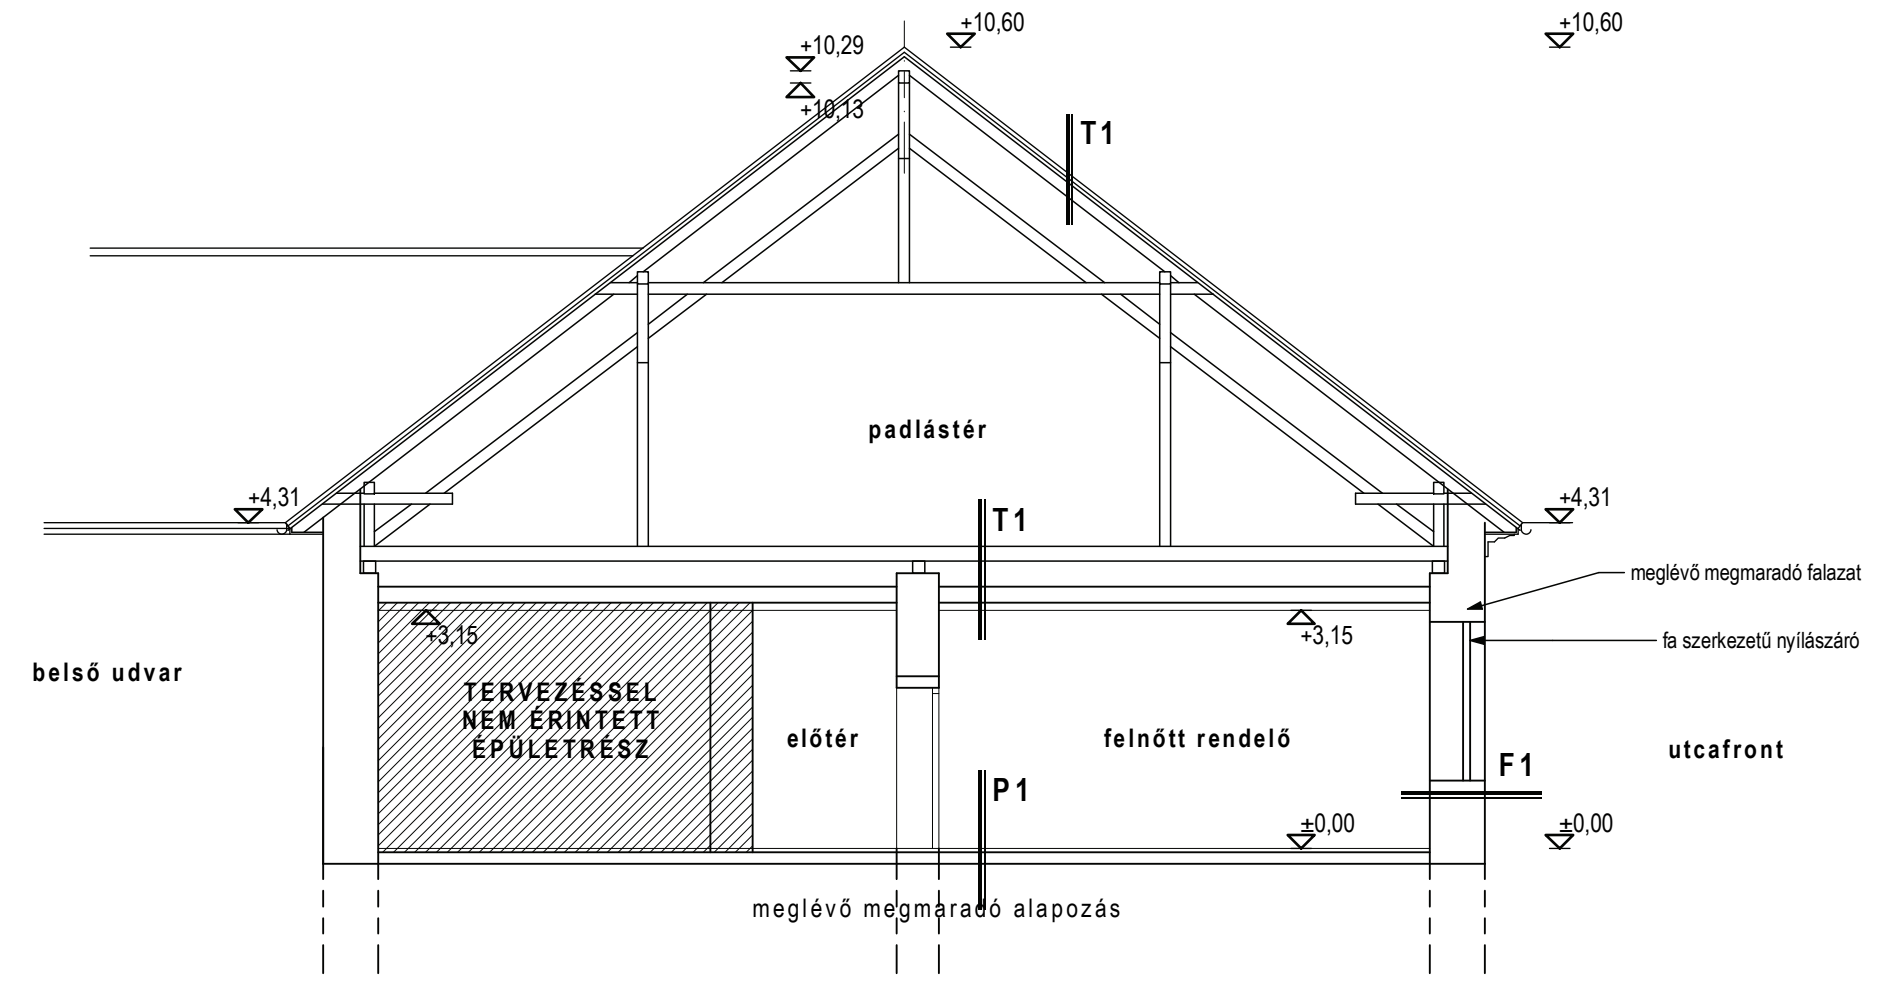 +10,60
+10,60
+10,29
+10,13
T1
padlástér
+4,31
+4,31
T1
meglévő megmaradó falazat
+3,15
+3,15
fa szerkezetű nyílászáró
belső udvar
TERVEZÉSSEL
NEM ÉRINTETT
ÉPÜLETRÉSZ
előtér
felnőtt rendelő
utcafront
F1
P1
±0,00
±0,00
meglévő megmaradó alapozás